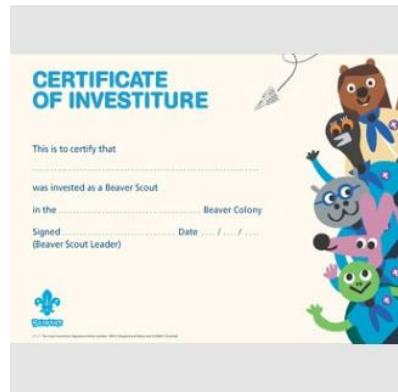 CERTIFICATE
OF INVESTITURE
This is to certify that
was invested as a Beaver Scout
in the .......................................... Beaver Colony
Signed .................................. Date .... / .... / ....
(Beaver Scout Leader)